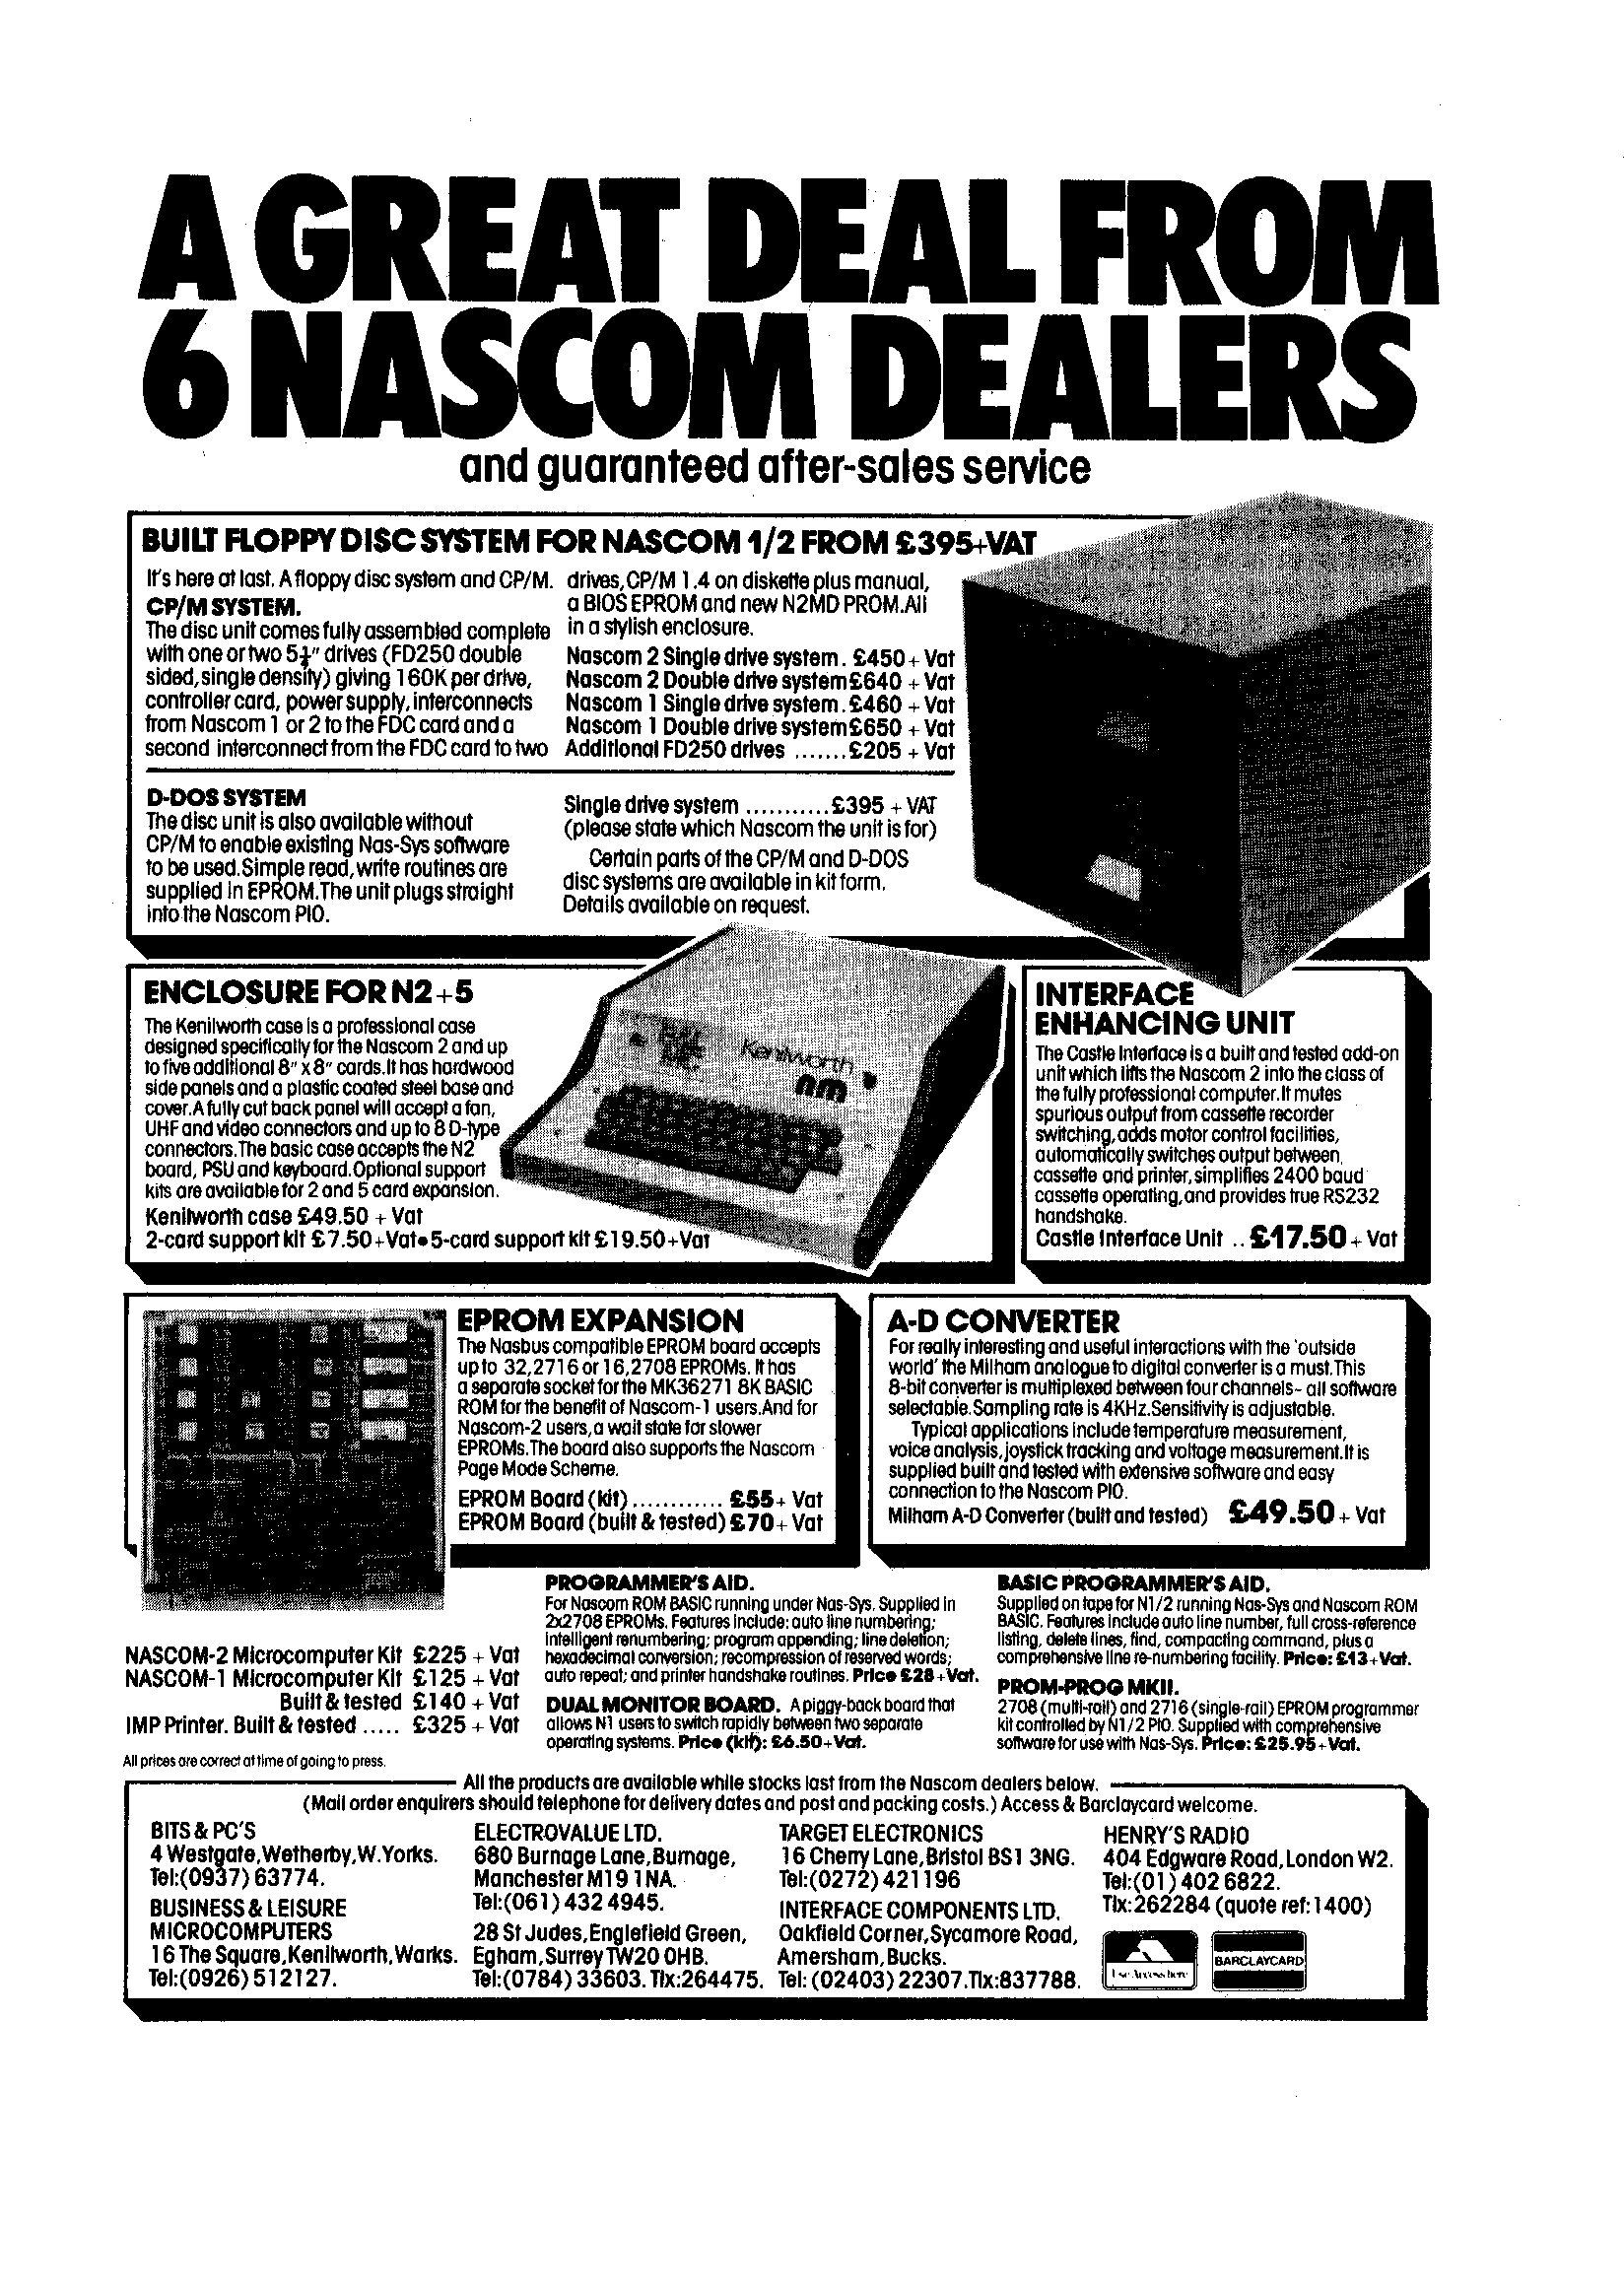 A GREAT DEAL FROM
6 NASCOM DEALERS
and guaranteed after-sales service
BUILT FLOPPY DISC SYSTEM FOR NASCOM 1/2 FROM £395+VAT
It's here at last. A floppy disc system and CP/M.
CP/M SYSTEM.
The disc unit comes fully assembled complete
with one or two 5¼" drives (FD250 double
sided, single density) giving 160K per drive,
controller card, power supply, interconnects
from Nascom 1 or 2 to the FDC card and a
second interconnect from the FDC card to two
drives, CP/M 1.4 on diskette plus manual,
a BIOS EPROM and new N2MD PROM. All
in a stylish enclosure.
Nascom 2 Single drive system . £450 + Vat
Nascom 2 Double drive system £640 + Vat
Nascom 1 Single drive system . £460 + Vat
Nascom 1 Double drive system £650 + Vat
Additional FD250 drives ....... £205 + Vat
D-DOS SYSTEM
The disc unit is also available without
CP/M to enable existing Nas-Sys software
to be used. Simple read, write routines are
supplied in EPROM. The unit plugs straight
into the Nascom PIO.
Single drive system ........... £395 + VAT
(please state which Nascom the unit is for)
Certain parts of the CP/M and D-DOS
disc systems are available in kit form.
Details available on request.
ENCLOSURE FOR N2+5
The Kenilworth case is a professional case
designed specifically for the Nascom 2 and up
to five additional 8" x 8" cards. It has hardwood
side panels and a plastic coated steel base and
cover. A fully cut back panel will accept a fan,
UHF and video connectors and up to 8 D-type
connectors. The basic case accepts the N2
board, PSU and keyboard. Optional support
kits are available for 2 and 5 card expansion.
Kenilworth case £49.50 + Vat
2-card support kit £7.50+Vat • 5-card support kit £19.50+Vat
Kenilworth
nm
INTERFACE
ENHANCING UNIT
The Castle Interface is a built and tested add-on
unit which lifts the Nascom 2 into the class of
the fully professional computer. It mutes
spurious output from cassette recorder
switching, adds motor control facilities,
automatically switches output between
cassette and printer, simplifies 2400 baud
cassette operating, and provides true RS232
handshake.
Castle Interface Unit .. £17.50 + Vat
EPROM EXPANSION
The Nasbus compatible EPROM board accepts
up to 32, 2716 or 16, 2708 EPROMs. It has
a separate socket for the MK36271 8K BASIC
ROM for the benefit of Nascom-1 users. And for
Nascom-2 users, a wait state for slower
EPROMs. The board also supports the Nascom
Page Mode Scheme.
EPROM Board (kit) ............ £55 + Vat
EPROM Board (built & tested) £70 + Vat
A-D CONVERTER
For really interesting and useful interactions with the 'outside
world' the Milham analogue to digital converter is a must. This
8-bit converter is multiplexed between four channels - all software
selectable. Sampling rate is 4KHz. Sensitivity is adjustable.
Typical applications include temperature measurement,
voice analysis, joystick tracking and voltage measurement. It is
supplied built and tested with extensive software and easy
connection to the Nascom PIO.
Milham A-D Converter (built and tested) £49.50 + Vat
NASCOM-2 Microcomputer Kit £225 + Vat
NASCOM-1 Microcomputer Kit £125 + Vat
Built & tested £140 + Vat
IMP Printer. Built & tested ..... £325 + Vat
All prices are correct at time of going to press.
PROGRAMMER'S AID.
For Nascom ROM BASIC running under Nas-Sys. Supplied in
2x2708 EPROMs. Features include: auto line numbering;
intelligent renumbering; program appending; line deletion;
hexadecimal conversion; recompression of reserved words;
auto repeat; and printer handshake routines. Price £28 + Vat.
DUAL MONITOR BOARD. A piggy-back board that
allows N1 users to switch rapidly between two separate
operating systems. Price (kit): £6.50+Vat.
BASIC PROGRAMMER'S AID.
Supplied on tape for N1/2 running Nas-Sys and Nascom ROM
BASIC. Features include auto line number, full cross-reference
listing, delete lines, find, compacting command, plus a
comprehensive line re-numbering facility. Price: £13+Vat.
PROM-PROG MKII.
2708 (multi-rail) and 2716 (single-rail) EPROM programmer
kit controlled by N1/2 PIO. Supplied with comprehensive
software for use with Nas-Sys. Price: £25.95+Vat.
All the products are available while stocks last from the Nascom dealers below.
(Mail order enquirers should telephone for delivery dates and post and packing costs.) Access & Barclaycard welcome.
BITS & PC'S
4 Westgate, Wetherby, W. Yorks.
Tel: (0937) 63774.
BUSINESS & LEISURE
MICROCOMPUTERS
16 The Square, Kenilworth, Warks.
Tel: (0926) 512127.
ELECTROVALUE LTD.
680 Burnage Lane, Burnage,
Manchester M19 1NA.
Tel: (061) 432 4945.
28 St Judes, Englefield Green,
Egham, Surrey TW20 0HB.
Tel: (0784) 33603. Tlx: 264475.
TARGET ELECTRONICS
16 Cherry Lane, Bristol BS1 3NG.
Tel: (0272) 421196
INTERFACE COMPONENTS LTD.
Oakfield Corner, Sycamore Road,
Amersham, Bucks.
Tel: (02403) 22307. Tlx: 837788.
HENRY'S RADIO
404 Edgware Road, London W2.
Tel: (01) 402 6822.
Tlx: 262284 (quote ref: 1400)
Use Access here
BARCLAYCARD